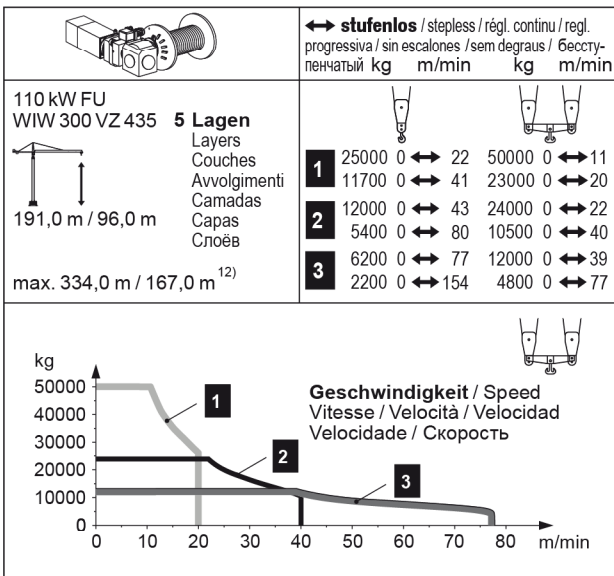 ↔ stufenlos / stepless / régl. continu / regl.
progressiva / sin escalones /sem degraus / бессту-
пенчатый kg m/min kg m/min
110 kW FU
WIW 300 VZ 435 5 Lagen
Layers
Couches
Avvolgimenti
Camadas
Capas
Слоёв
191,0 m / 96,0 m
max. 334,0 m / 167,0 m 12)
1 25000 0 ↔ 22 50000 0 ↔ 11
11700 0 ↔ 41 23000 0 ↔ 20
2 12000 0 ↔ 43 24000 0 ↔ 22
5400 0 ↔ 80 10500 0 ↔ 40
3 6200 0 ↔ 77 12000 0 ↔ 39
2200 0 ↔ 154 4800 0 ↔ 77
kg
50000
40000
30000
20000
10000
0
1
2
3
Geschwindigkeit / Speed
Vitesse / Velocità / Velocidad
Velocidade / Скорость
0 10 20 30 40 50 60 70 80 m/min